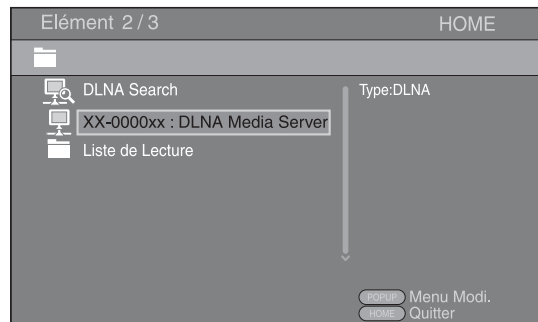 Elément 2/3
HOME
DLNA Search
Type:DLNA
XX-0000xx : DLNA Media Server
Liste de Lecture
POPUP Menu Modi.
HOME Quitter